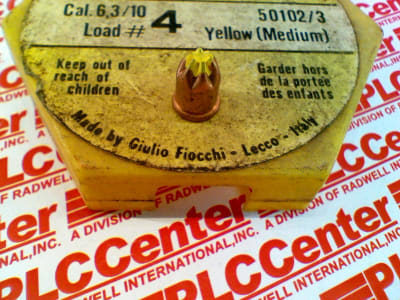 Cal. 6,3/10 50102/3
Load # 4 Yellow (Medium)
Keep out of
reach of
children
Garder hors
de la portée
des enfants
Made by Giulio Fiocchi - Lecco - Italy
PLCCenter
A DIVISION OF RADWELL INTERNATIONAL, INC.